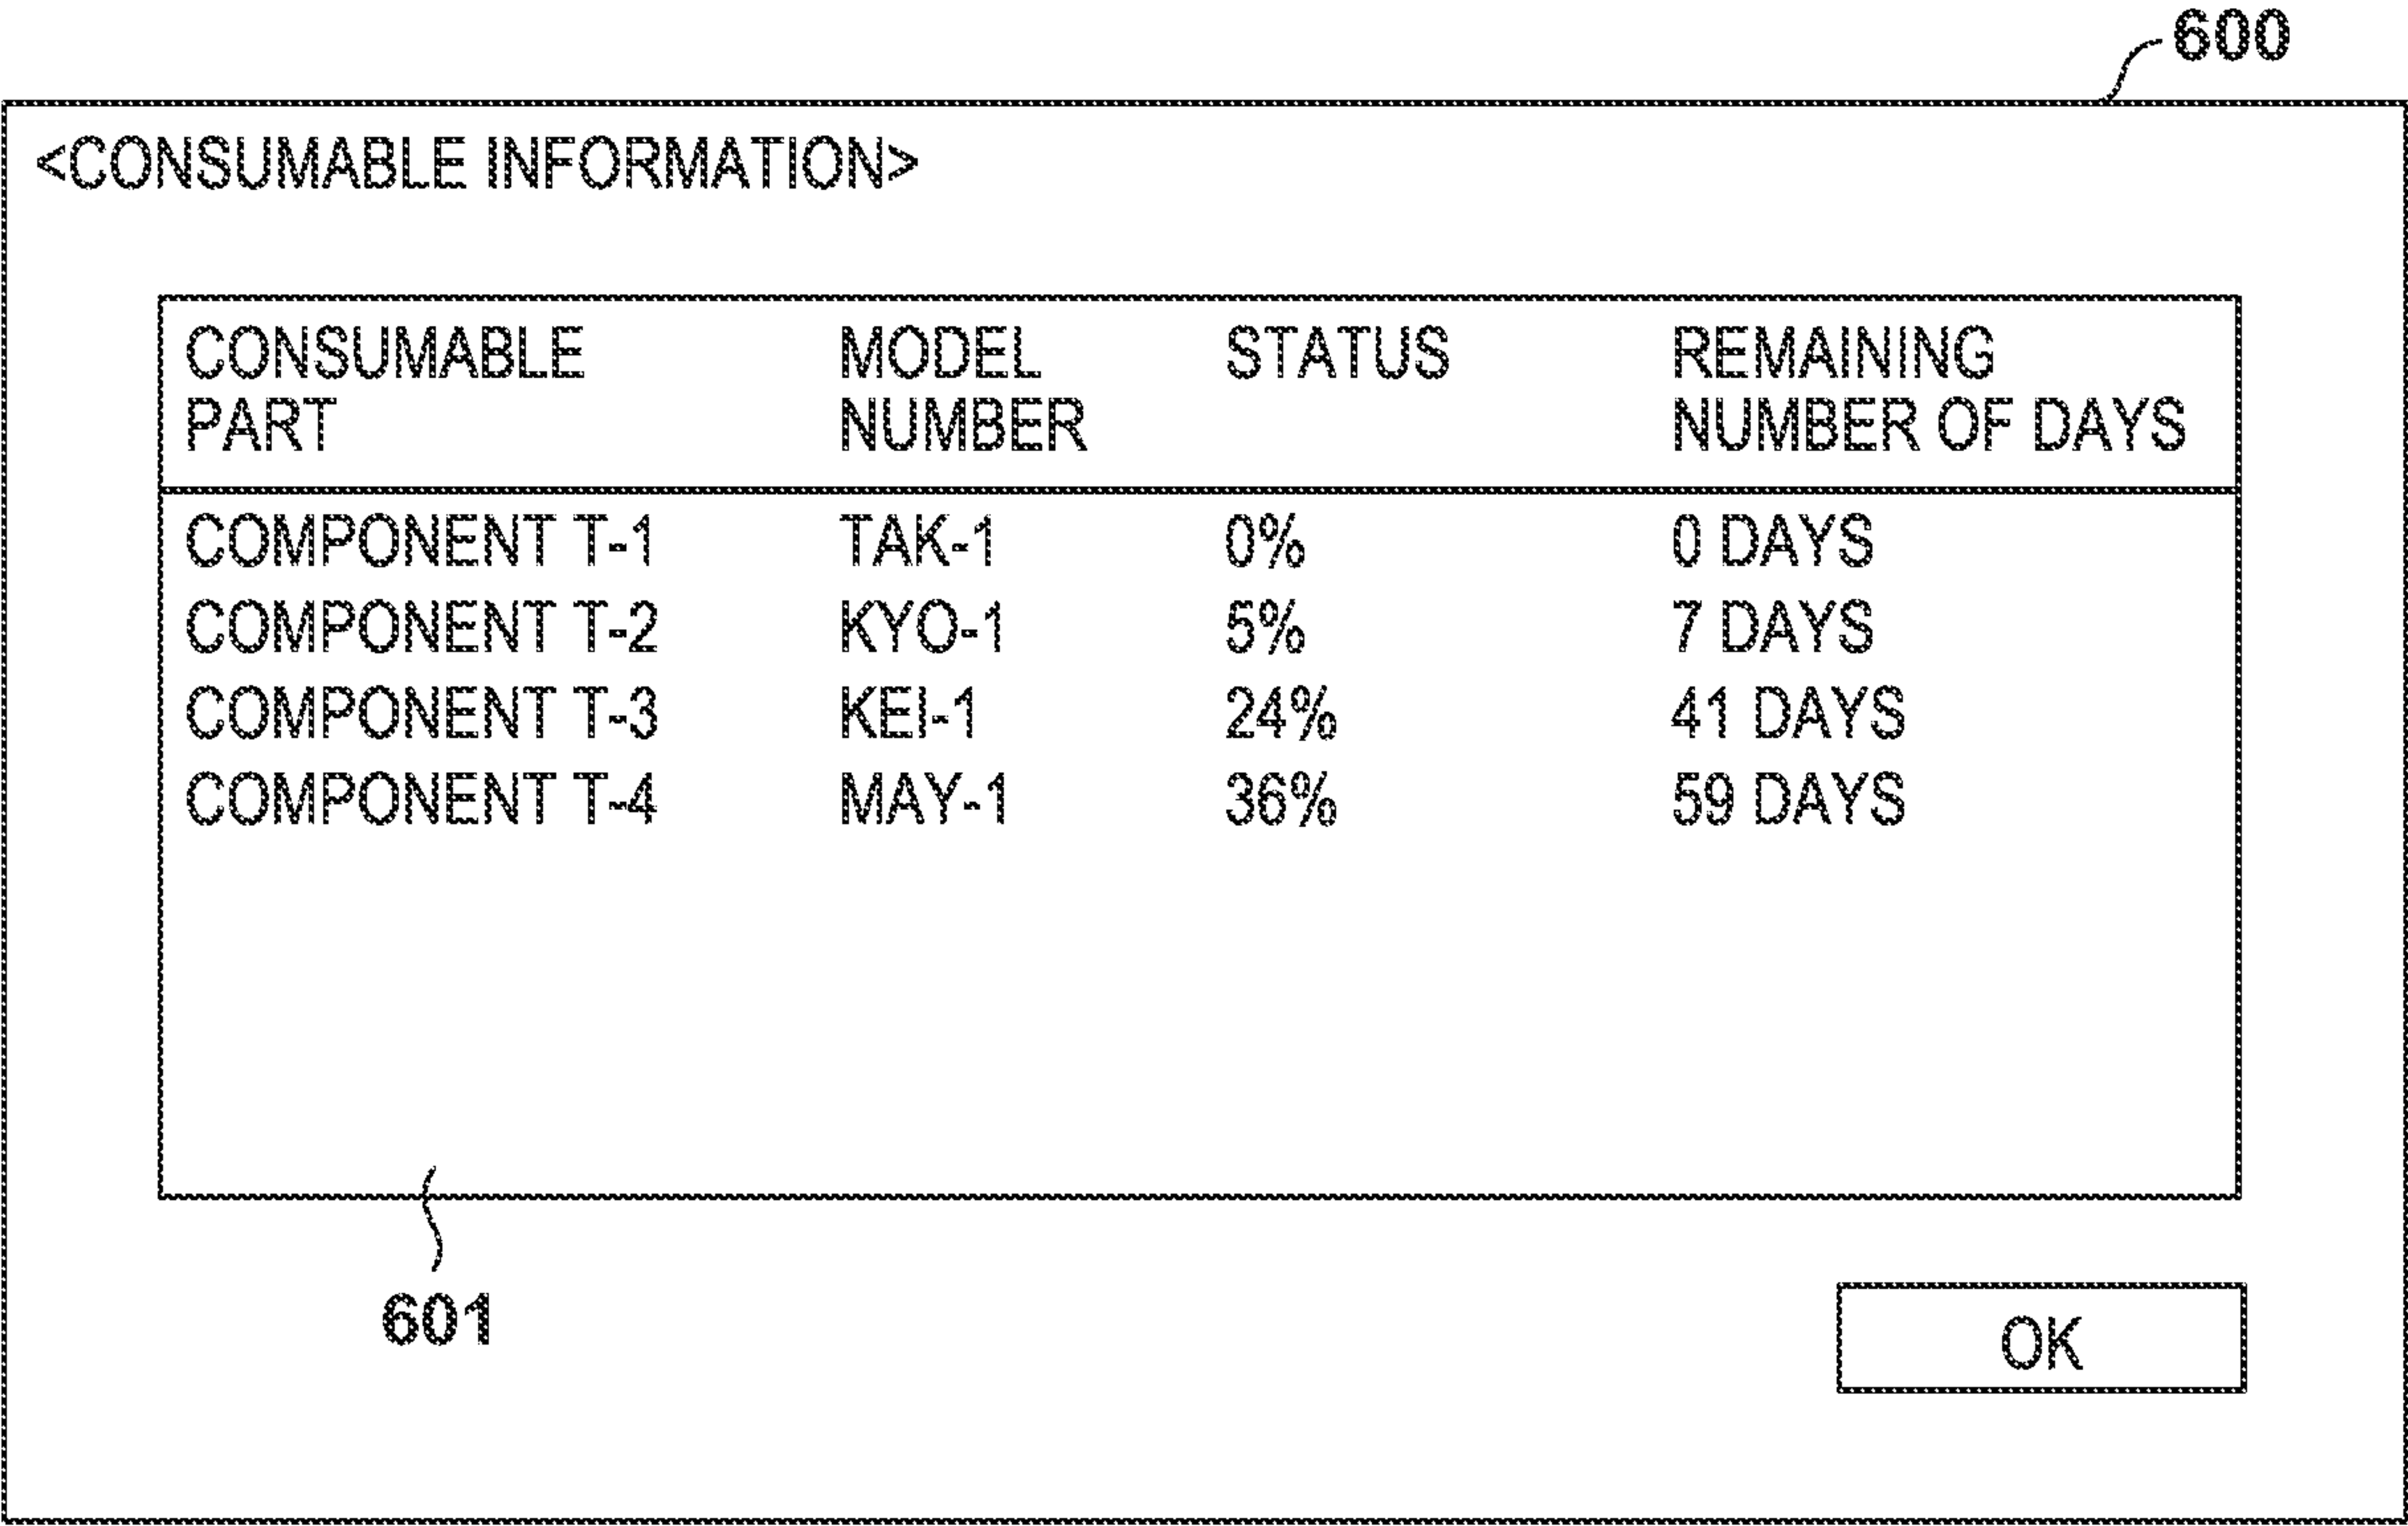 600
<CONSUMABLE INFORMATION>
CONSUMABLE PART MODEL NUMBER STATUS REMAINING NUMBER OF DAYS
COMPONENT T-1 TAK-1 0% 0 DAYS
COMPONENT T-2 KYO-1 5% 7 DAYS
COMPONENT T-3 KEI-1 24% 41 DAYS
COMPONENT T-4 MAY-1 36% 59 DAYS
601
OK